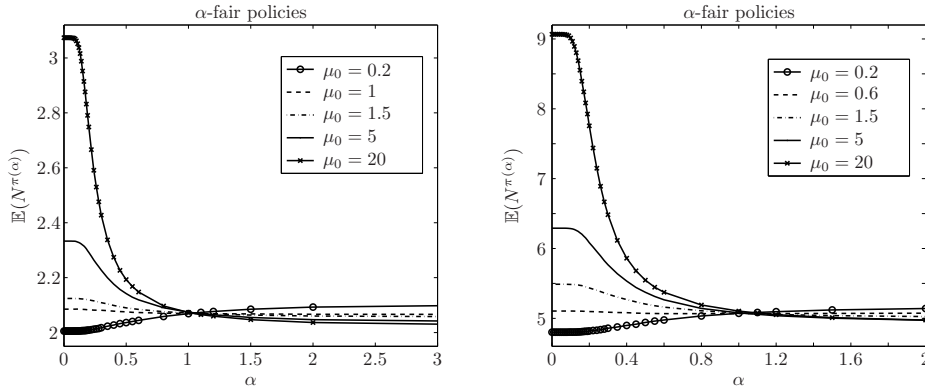 α-fair policies
3
2.8
2.6
2.4
2.2
2
𝔼(N^{π(α)})
μ₀ = 0.2
μ₀ = 1
μ₀ = 1.5
μ₀ = 5
μ₀ = 20
0 0.5 1 1.5 2 2.5 3
α
α-fair policies
9
8
7
6
5
𝔼(N^{π(α)})
μ₀ = 0.2
μ₀ = 0.6
μ₀ = 1.5
μ₀ = 5
μ₀ = 20
0 0.4 0.8 1.2 1.6 2
α